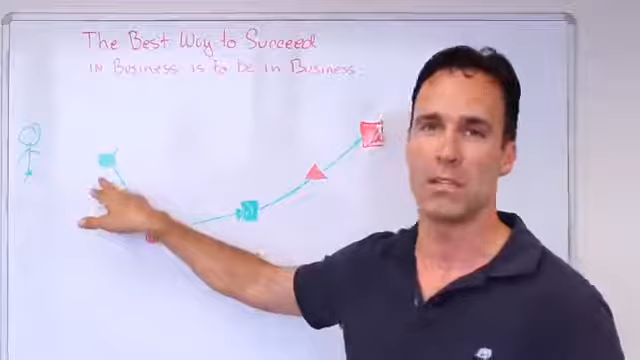 The Best Way to Succeed
in Business is to be in Business.